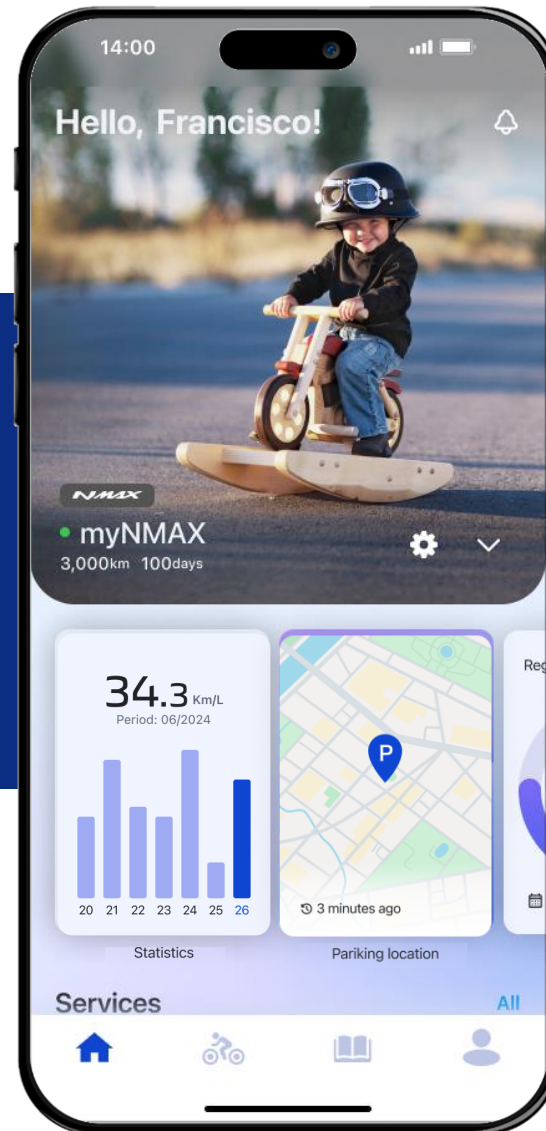 14:00
Hello, Francisco!
NMAX
myNMAX
3,000km 100days
34.3 Km/L
Period: 06/2024
20 21 22 23 24 25 26
Statistics
P
3 minutes ago
Pariking location
Reg
Services
All